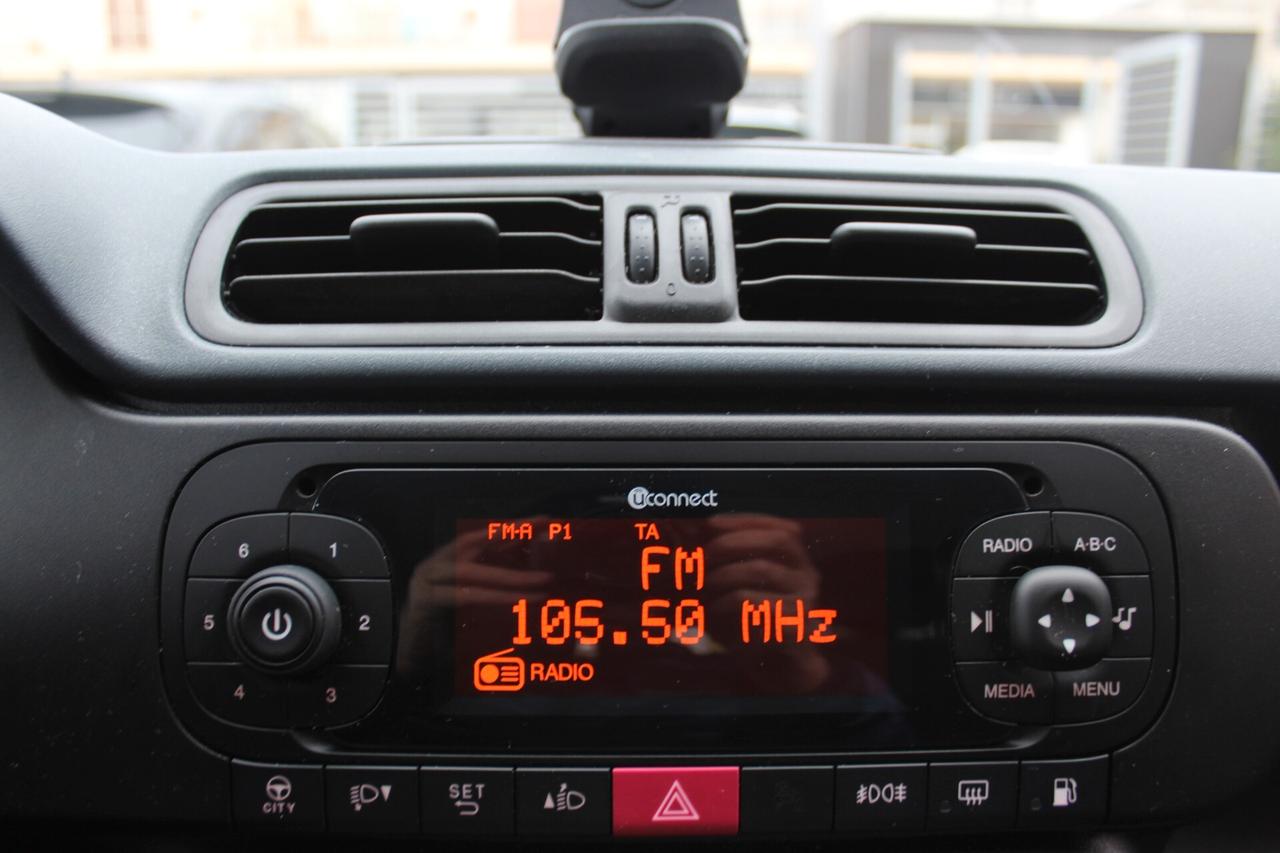 uconnect
FM-A P1 TA
FM
105.50 MHz
RADIO
6 1
5 2
4 3
RADIO A·B·C
MEDIA MENU
CITY
SET